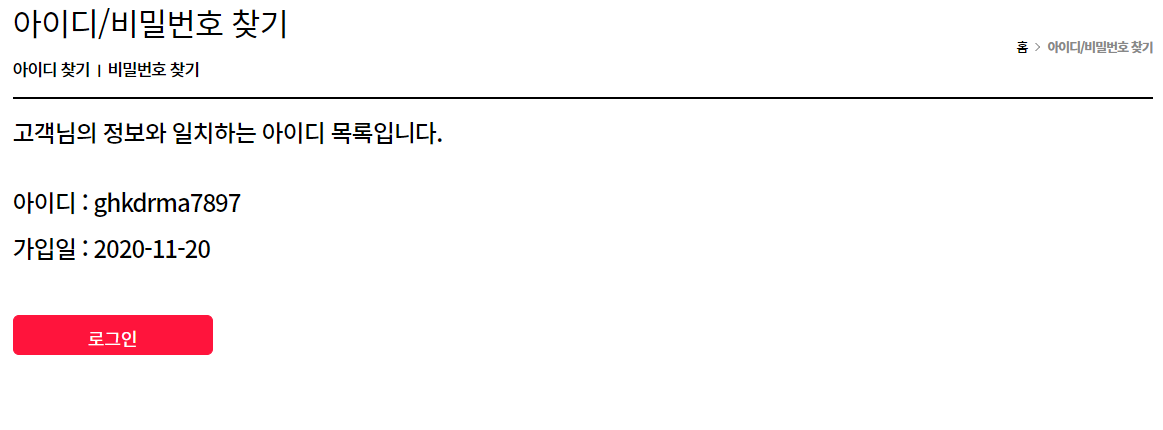 아이디/비밀번호 찾기
홈 > 아이디/비밀번호 찾기
아이디 찾기 | 비밀번호 찾기
고객님의 정보와 일치하는 아이디 목록입니다.
아이디 : ghkdrma7897
가입일 : 2020-11-20
로그인